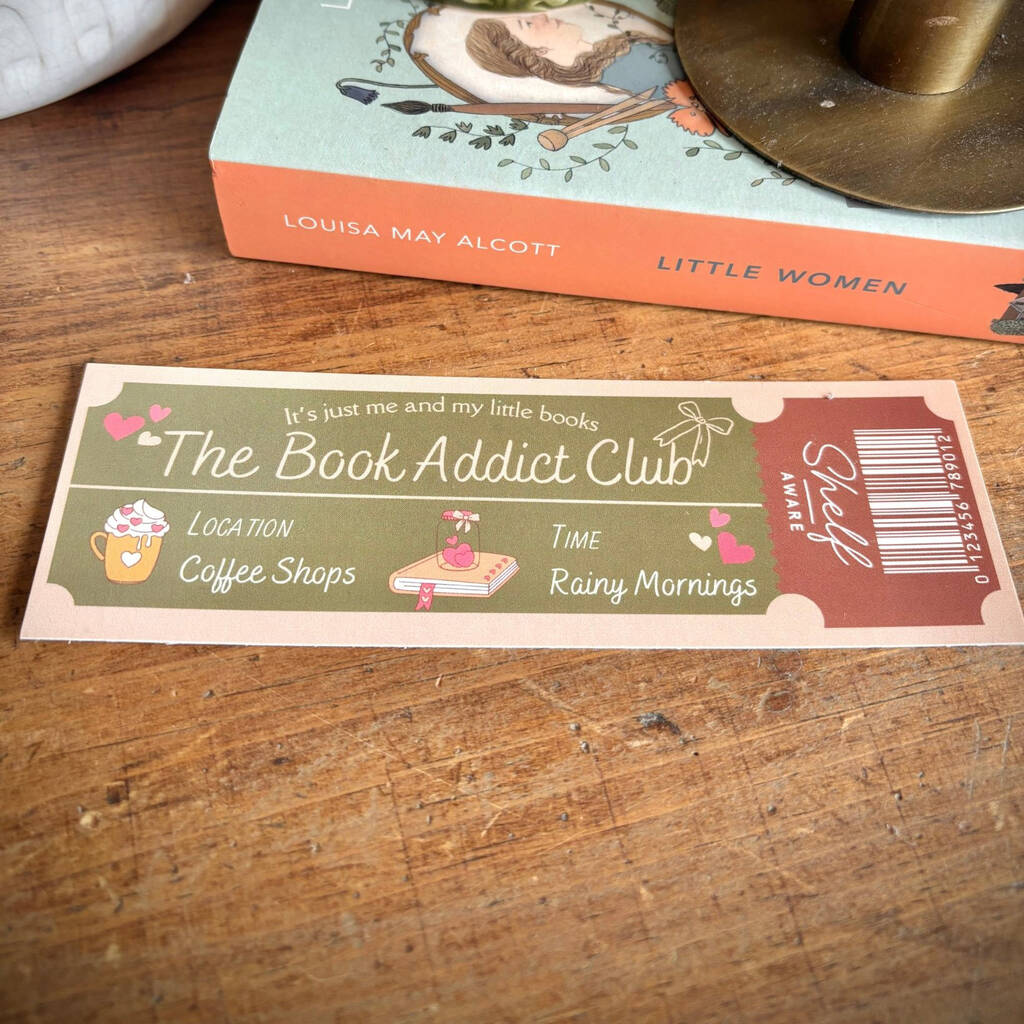 LOUISA MAY ALCOTT
LITTLE WOMEN
It's just me and my little books
The Book Addict Club
LOCATION
Coffee Shops
TIME
Rainy Mornings
Shelf
AWARE
0 123456 789012